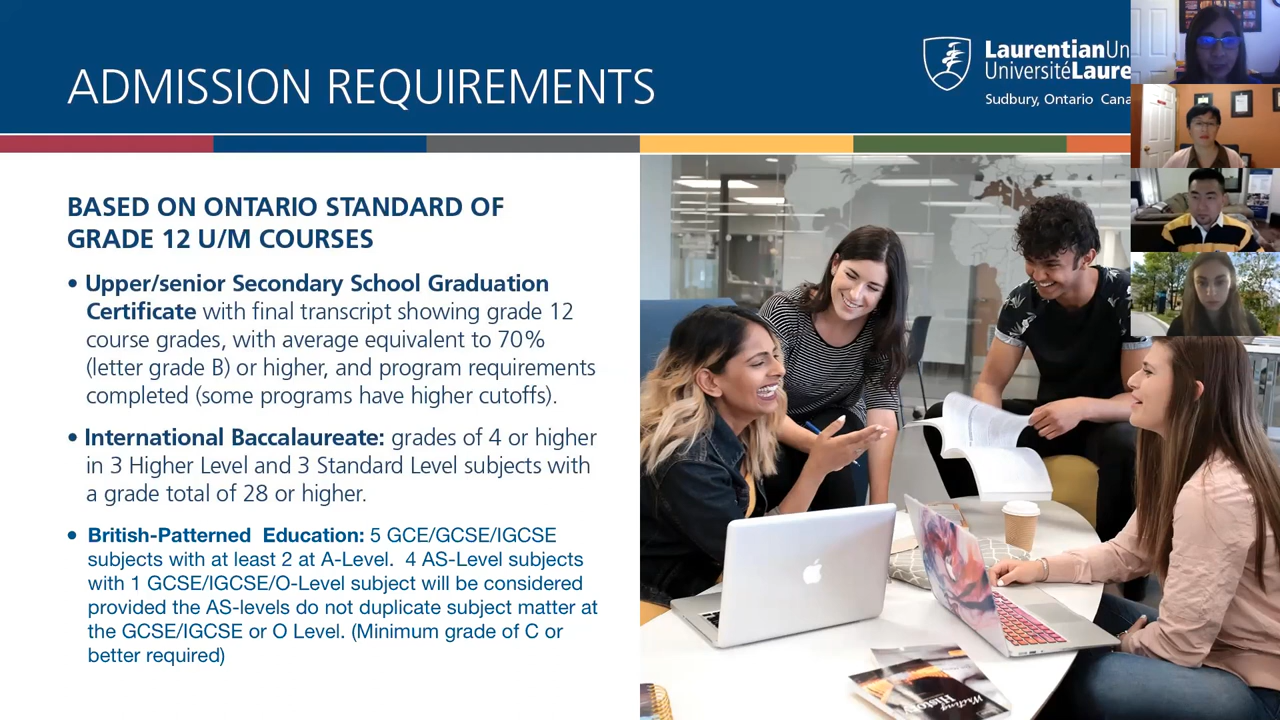 ADMISSION REQUIREMENTS
LaurentianUn
UniversitéLaure
Sudbury, Ontario Cana
BASED ON ONTARIO STANDARD OF
GRADE 12 U/M COURSES
• Upper/senior Secondary School Graduation
Certificate with final transcript showing grade 12
course grades, with average equivalent to 70%
(letter grade B) or higher, and program requirements
completed (some programs have higher cutoffs).
• International Baccalaureate: grades of 4 or higher
in 3 Higher Level and 3 Standard Level subjects with
a grade total of 28 or higher.
• British-Patterned Education: 5 GCE/GCSE/IGCSE
subjects with at least 2 at A-Level. 4 AS-Level subjects
with 1 GCSE/IGCSE/O-Level subject will be considered
provided the AS-levels do not duplicate subject matter at
the GCSE/IGCSE or O Level. (Minimum grade of C or
better required)
Writing
History